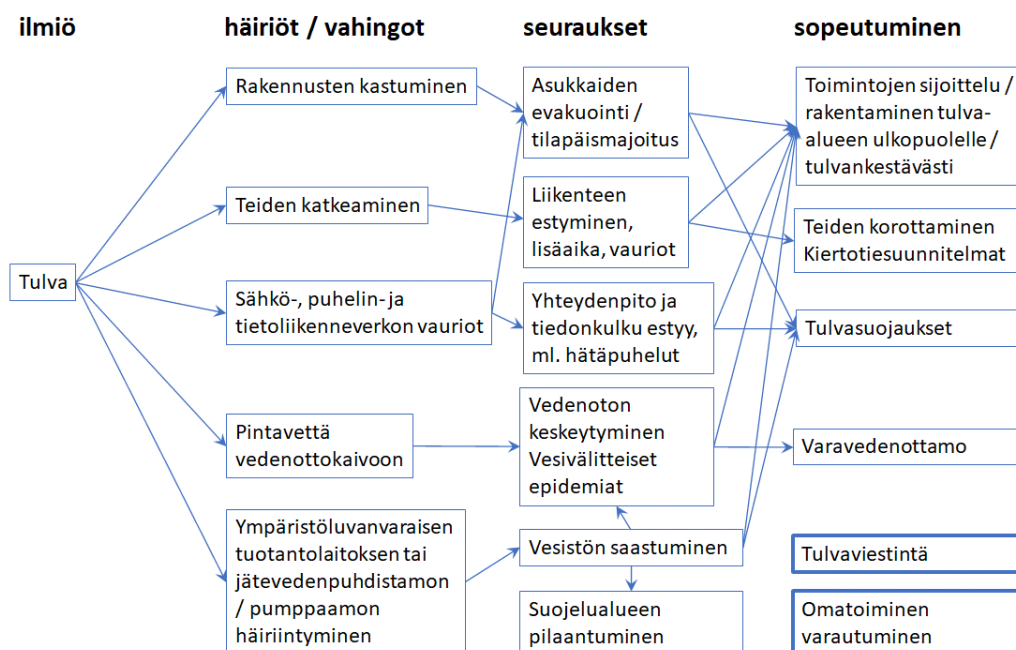 ilmiö
häiriöt / vahingot
seuraukset
sopeutuminen
Tulva
Rakennusten kastuminen
Teiden katkeaminen
Sähkö-, puhelin- ja
tietoliikenneverkon vauriot
Pintavettä
vedenottokaivoon
Ympäristöluvanvaraisen
tuotantolaitoksen tai
jätevedenpuhdistamon
/ pumppaamon
häiriintyminen
Asukkaiden
evakuointi /
tilapäismajoitus
Liikenteen
estyminen,
lisäaika, vauriot
Yhteydenpito ja
tiedonkulku estyy,
ml. hätäpuhelut
Vedenoton
keskeytyminen
Vesivälitteiset
epidemiat
Vesistön saastuminen
Suojelualueen
pilaantuminen
Toimintojen sijoittelu /
rakentaminen tulva-
alueen ulkopuolelle /
tulvankestävästi
Teiden korottaminen
Kiertotiesuunnitelmat
Tulvasuojaukset
Varavedenottamo
Tulvaviestintä
Omatoiminen
varautuminen